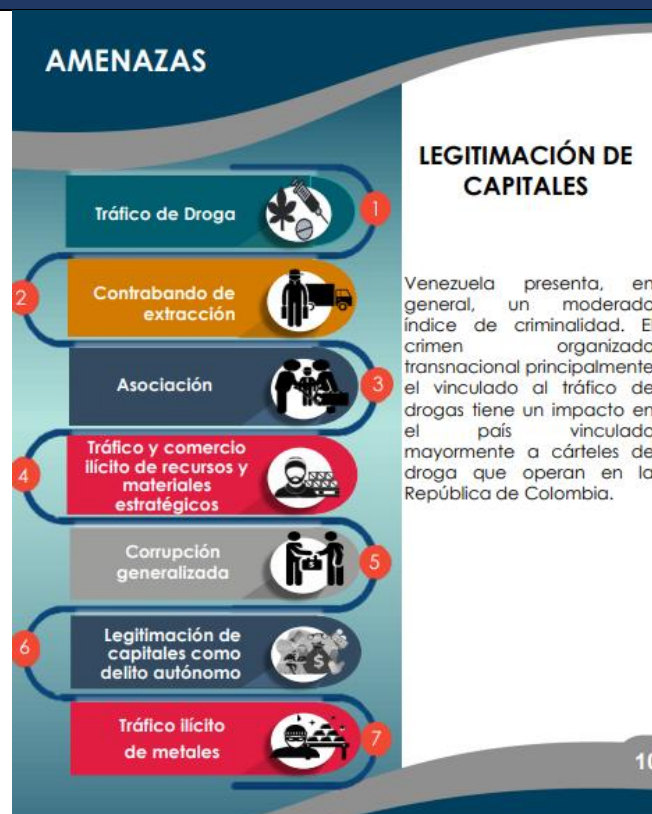 AMENAZAS
1
Tráfico de Droga
2
Contrabando de
extracción
3
Asociación
4
Tráfico y comercio
ilícito de recursos y
materiales
estratégicos
5
Corrupción
generalizada
6
Legitimación de
capitales como
delito autónomo
7
Tráfico ilícito
de metales
LEGITIMACIÓN DE
CAPITALES
Venezuela presenta, en
general, un moderado
índice de criminalidad. El
crimen organizado
transnacional principalmente
el vinculado al tráfico de
drogas tiene un impacto en
el país vinculado
mayormente a cárteles de
droga que operan en la
República de Colombia.
10